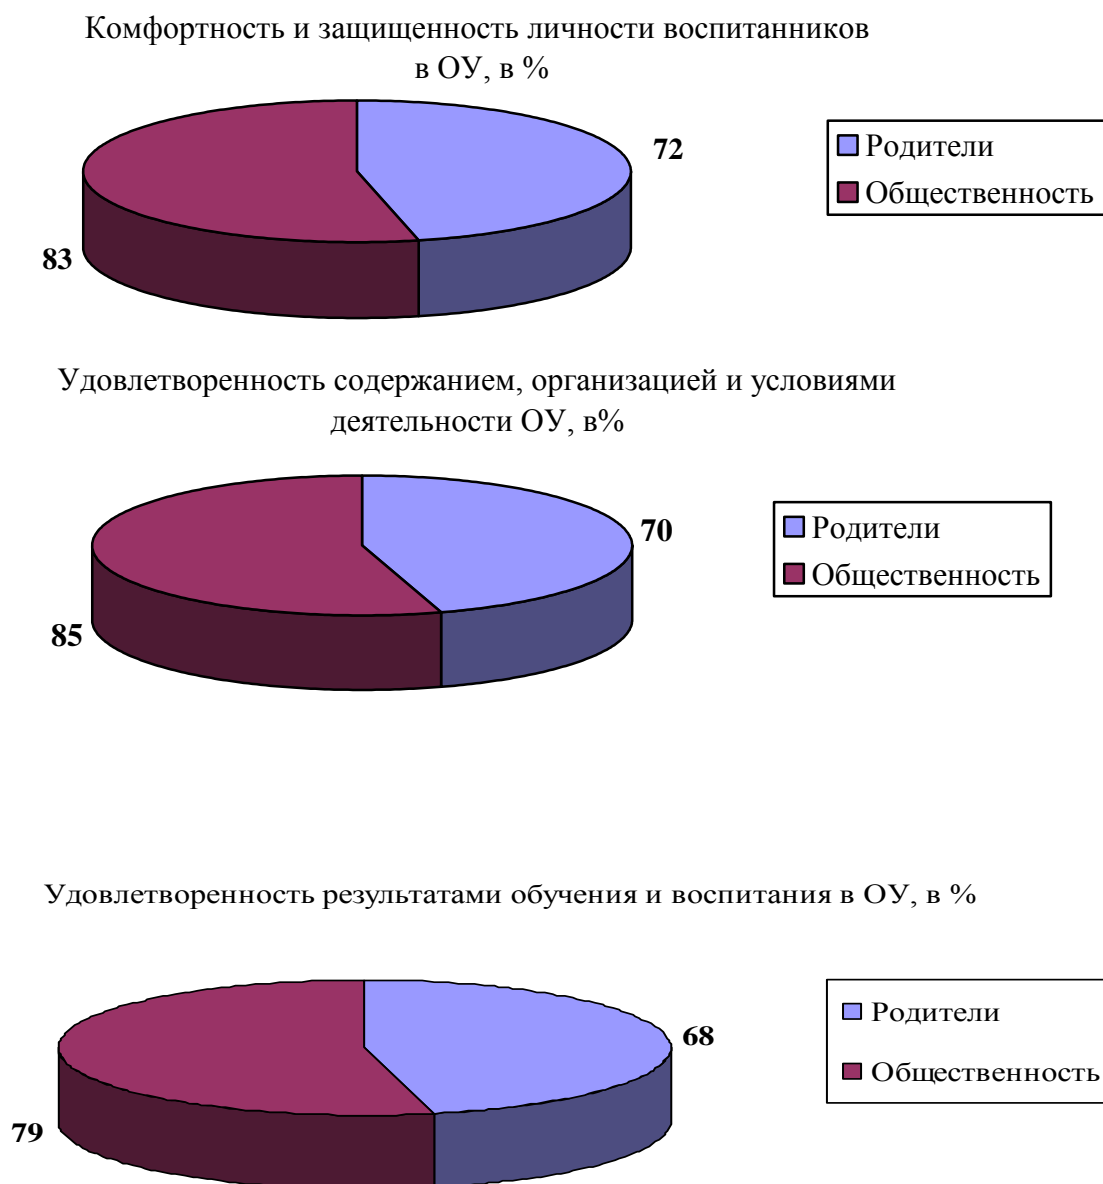 Комфортность и защищенность личности воспитанников
в ОУ, в %
72
83
Родители
Общественность
Удовлетворенность содержанием, организацией и условиями
деятельности ОУ, в%
70
85
Родители
Общественность
Удовлетворенность результатами обучения и воспитания в ОУ, в %
68
79
Родители
Общественность